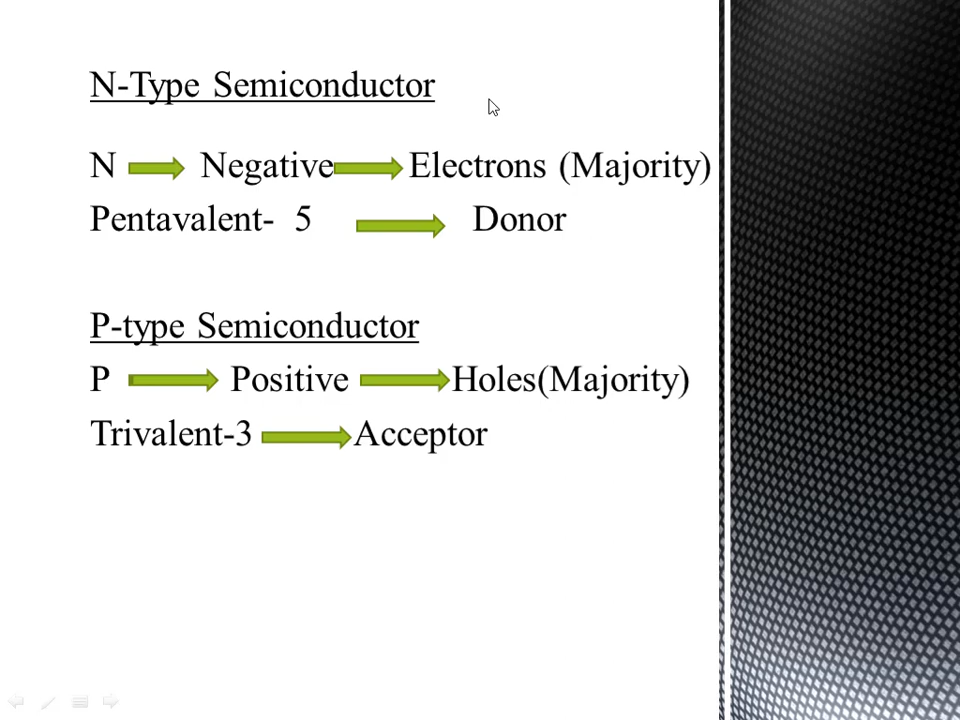 N-Type Semiconductor
N Negative Electrons (Majority)
Pentavalent- 5 Donor
P-type Semiconductor
P Positive Holes(Majority)
Trivalent-3 Acceptor